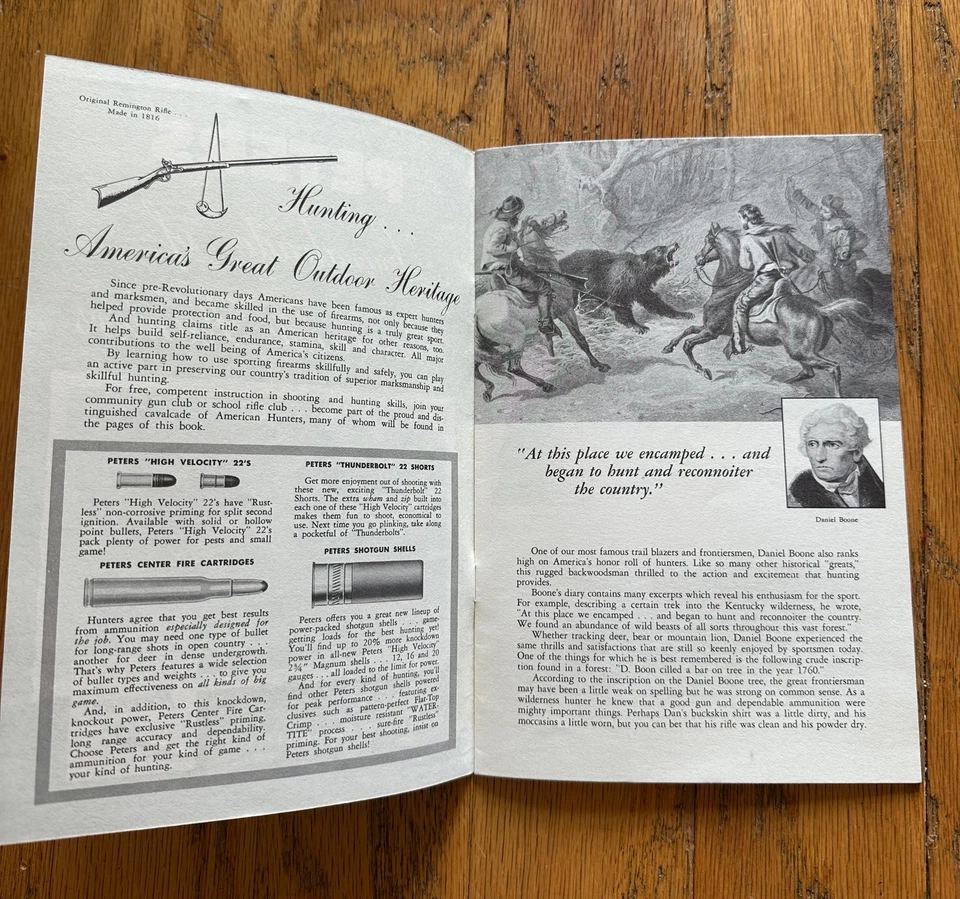 Original Remington Rifle . . .
Made in 1816
Hunting . . .
America's Great Outdoor Heritage
Since pre-Revolutionary days Americans have been famous as expert hunters
and marksmen, and became skilled in the use of firearms, not only because they
helped provide protection and food, but because hunting is a truly great sport.
And hunting claims title as an American heritage for other reasons, too.
It helps build self-reliance, endurance, stamina, skill and character. All major
contributions to the well being of America's citizens.
By learning how to use sporting firearms skillfully and safely, you can play
an active part in preserving our country's tradition of superior marksmanship and
skillful hunting.
For free, competent instruction in shooting and hunting skills, join your
community gun club or school rifle club . . . become part of the proud and dis-
tinguished cavalcade of American Hunters, many of whom will be found in
the pages of this book.
PETERS "HIGH VELOCITY" 22'S
Peters "High Velocity" 22's have "Rust-
less" non-corrosive priming for split second
ignition. Available with solid or hollow
point bullets, Peters "High Velocity" 22's
pack plenty of power for pests and small
game!
PETERS CENTER FIRE CARTRIDGES
Hunters agree that you get best results
from ammunition especially designed for
the job. You may need one type of bullet
for long-range shots in open country . . .
another for deer in dense undergrowth.
That's why Peters features a wide selection
of bullet types and weights . . . to give you
maximum effectiveness on all kinds of big
game.
And, in addition, to this knockdown,
knockout power, Peters Center Fire Car-
tridges have exclusive "Rustless" priming,
long range accuracy and dependability.
Choose Peters and get the right kind of
ammunition for your kind of game . . .
your kind of hunting.
PETERS "THUNDERBOLT" 22 SHORTS
Get more enjoyment out of shooting with
these new, exciting "Thunderbolt" 22
Shorts. The extra wham and zip built into
each one of these "High Velocity" cartridges
makes them fun to shoot, economical to
use. Next time you go plinking, take along
a pocketful of "Thunderbolts".
PETERS SHOTGUN SHELLS
Peters offers you a great new lineup of
power-packed shotgun shells . . . game-
getting loads for the best hunting yet!
You'll find up to 20% more knockdown
power in all-new Peters "High Velocity"
2¾" Magnum shells . . . 12, 16 and 20
gauges . . . all loaded to the limit for power.
And for every kind of hunting, you'll
find other Peters shotgun shells powered
for peak performance . . . featuring ex-
clusives such as pattern-perfect Flat-Top
Crimp . . . moisture resistant "WATER-
TITE" process . . . sure-fire "Rustless"
priming. For your best shooting, insist on
Peters shotgun shells!
"At this place we encamped . . . and
began to hunt and reconnoiter
the country."
Daniel Boone
One of our most famous trail blazers and frontiersmen, Daniel Boone also ranks
high on America's honor roll of hunters. Like so many other historical "greats,"
this rugged backwoodsman thrilled to the action and excitement that hunting
provides.
Boone's diary contains many excerpts which reveal his enthusiasm for the sport.
For example, describing a certain trek into the Kentucky wilderness, he wrote,
"At this place we encamped . . . and began to hunt and reconnoiter the country.
We found an abundance of wild beasts of all sorts throughout this vast forest."
Whether tracking deer, bear or mountain lion, Daniel Boone experienced the
same thrills and satisfactions that are still so keenly enjoyed by sportsmen today.
One of the things for which he is best remembered is the following crude inscrip-
tion found in a forest: "D. Boon cilled a bar on tree in the year 1760."
According to the inscription on the Daniel Boone tree, the great frontiersman
may have been a little weak on spelling but he was strong on common sense. As a
wilderness hunter he knew that a good gun and dependable ammunition were
mighty important things. Perhaps Dan's buckskin shirt was a little dirty, and his
moccasins a little worn, but you can bet that his rifle was clean and his powder dry.